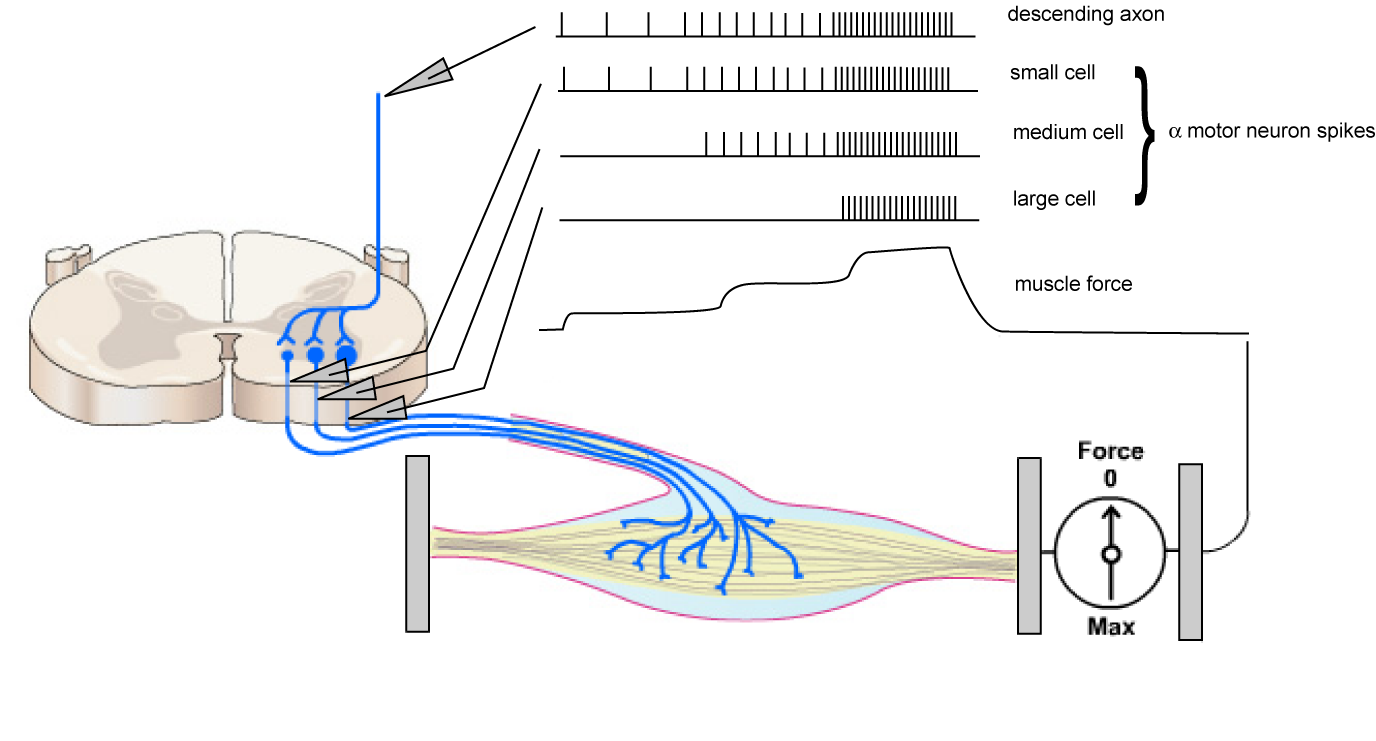 descending axon
small cell
medium cell
α motor neuron spikes
large cell
muscle force
Force
0
Max